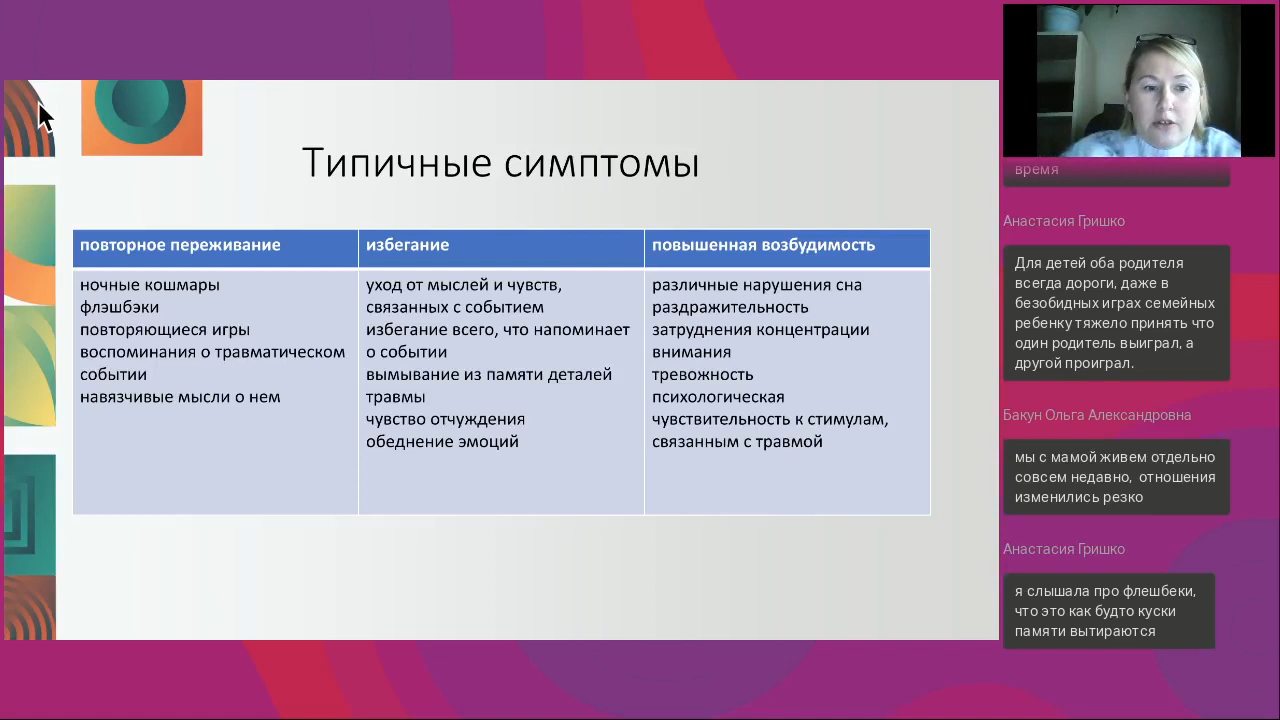 Типичные симптомы
повторное переживание
ночные кошмары
флэшбэки
повторяющиеся игры
воспоминания о травматическом
событии
навязчивые мысли о нем
избегание
уход от мыслей и чувств,
связанных с событием
избегание всего, что напоминает
о событии
вымывание из памяти деталей
травмы
чувство отчуждения
обеднение эмоций
повышенная возбудимость
различные нарушения сна
раздражительность
затруднения концентрации
внимания
тревожность
психологическая
чувствительность к стимулам,
связанным с травмой
время
Анастасия Гришко
Для детей оба родителя
всегда дороги, даже в
безобидных играх семейных
ребенку тяжело принять что
один родитель выиграл, а
другой проиграл.
Бакун Ольга Александровна
мы с мамой живем отдельно
совсем недавно, отношения
изменились резко
Анастасия Гришко
я слышала про флешбеки,
что это как будто куски
памяти вытираются